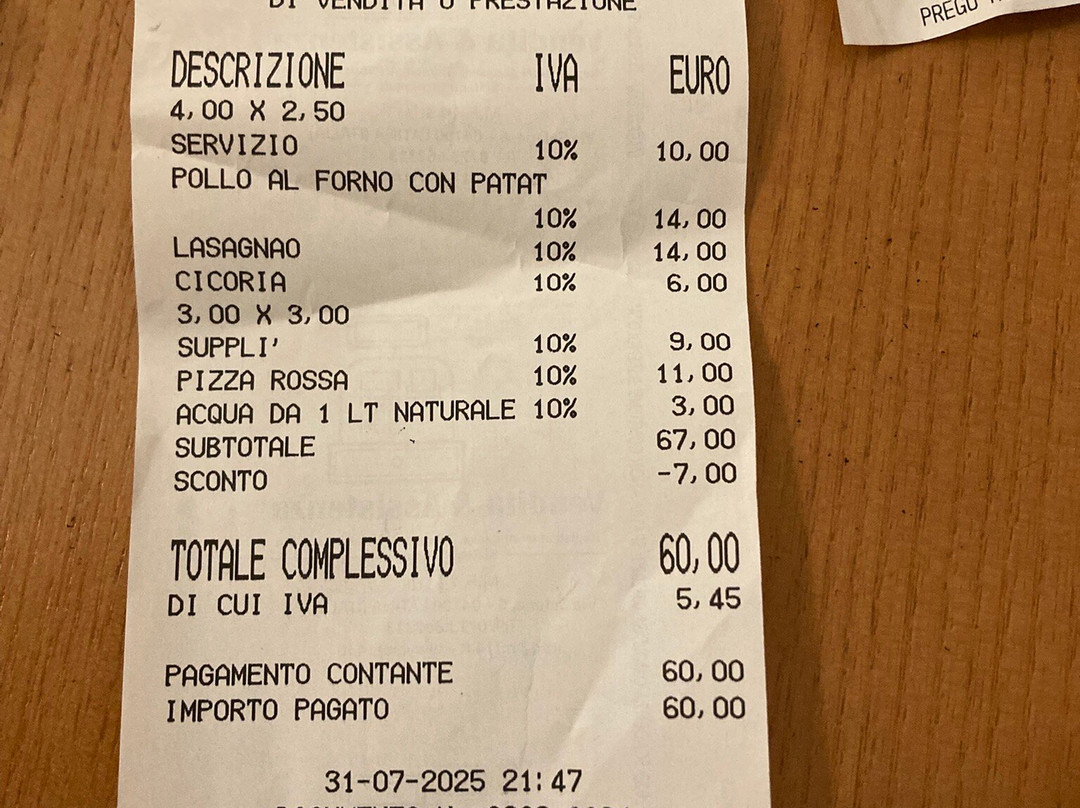 DI VENDITA O PRESTAZIONE
PREGO
DESCRIZIONE IVA EURO
4,00 X 2,50
SERVIZIO 10% 10,00
POLLO AL FORNO CON PATAT
10% 14,00
LASAGNAO 10% 14,00
CICORIA 10% 6,00
3,00 X 3,00
SUPPLI' 10% 9,00
PIZZA ROSSA 10% 11,00
ACQUA DA 1 LT NATURALE 10% 3,00
SUBTOTALE 67,00
SCONTO -7,00
TOTALE COMPLESSIVO 60,00
DI CUI IVA 5,45
PAGAMENTO CONTANTE 60,00
IMPORTO PAGATO 60,00
31-07-2025 21:47